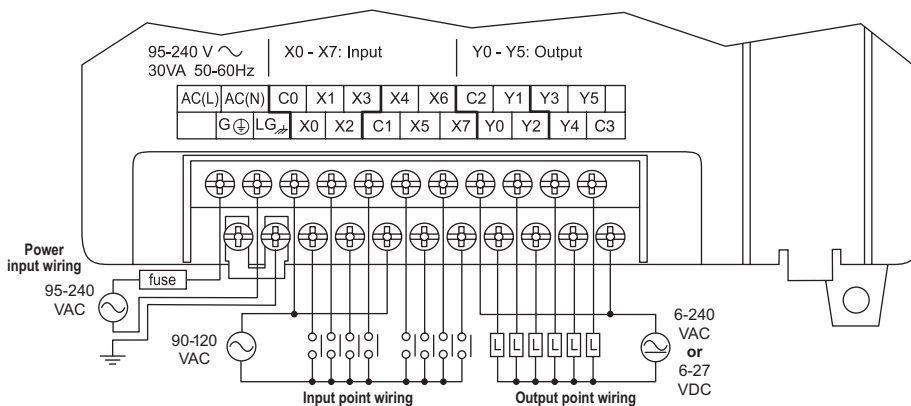 95-240 V X0 - X7: Input Y0 - Y5: Output
30VA 50-60Hz
AC(L) AC(N) C0 X1 X3 X4 X6 C2 Y1 Y3 Y5
G LG X0 X2 C1 X5 X7 Y0 Y2 Y4 C3
Power
input wiring
fuse
95-240
VAC
90-120
VAC
L L L L L L
6-240
VAC
or
6-27
VDC
Input point wiring
Output point wiring